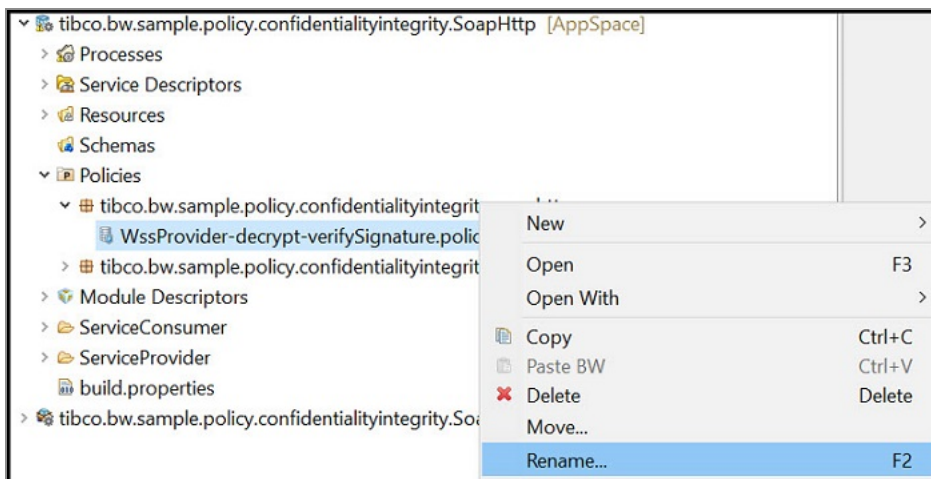 tibco.bw.sample.policy.confidentialityintegrity.SoapHttp [AppSpace]
Processes
Service Descriptors
Resources
Schemas
Policies
tibco.bw.sample.policy.confidentialityintegrit
WssProvider-decrypt-verifySignature.polic
tibco.bw.sample.policy.confidentialityintegrit
Module Descriptors
ServiceConsumer
ServiceProvider
build.properties
tibco.bw.sample.policy.confidentialityintegrity.Soa
New
Open F3
Open With
Copy Ctrl+C
Paste BW Ctrl+V
Delete Delete
Move...
Rename... F2